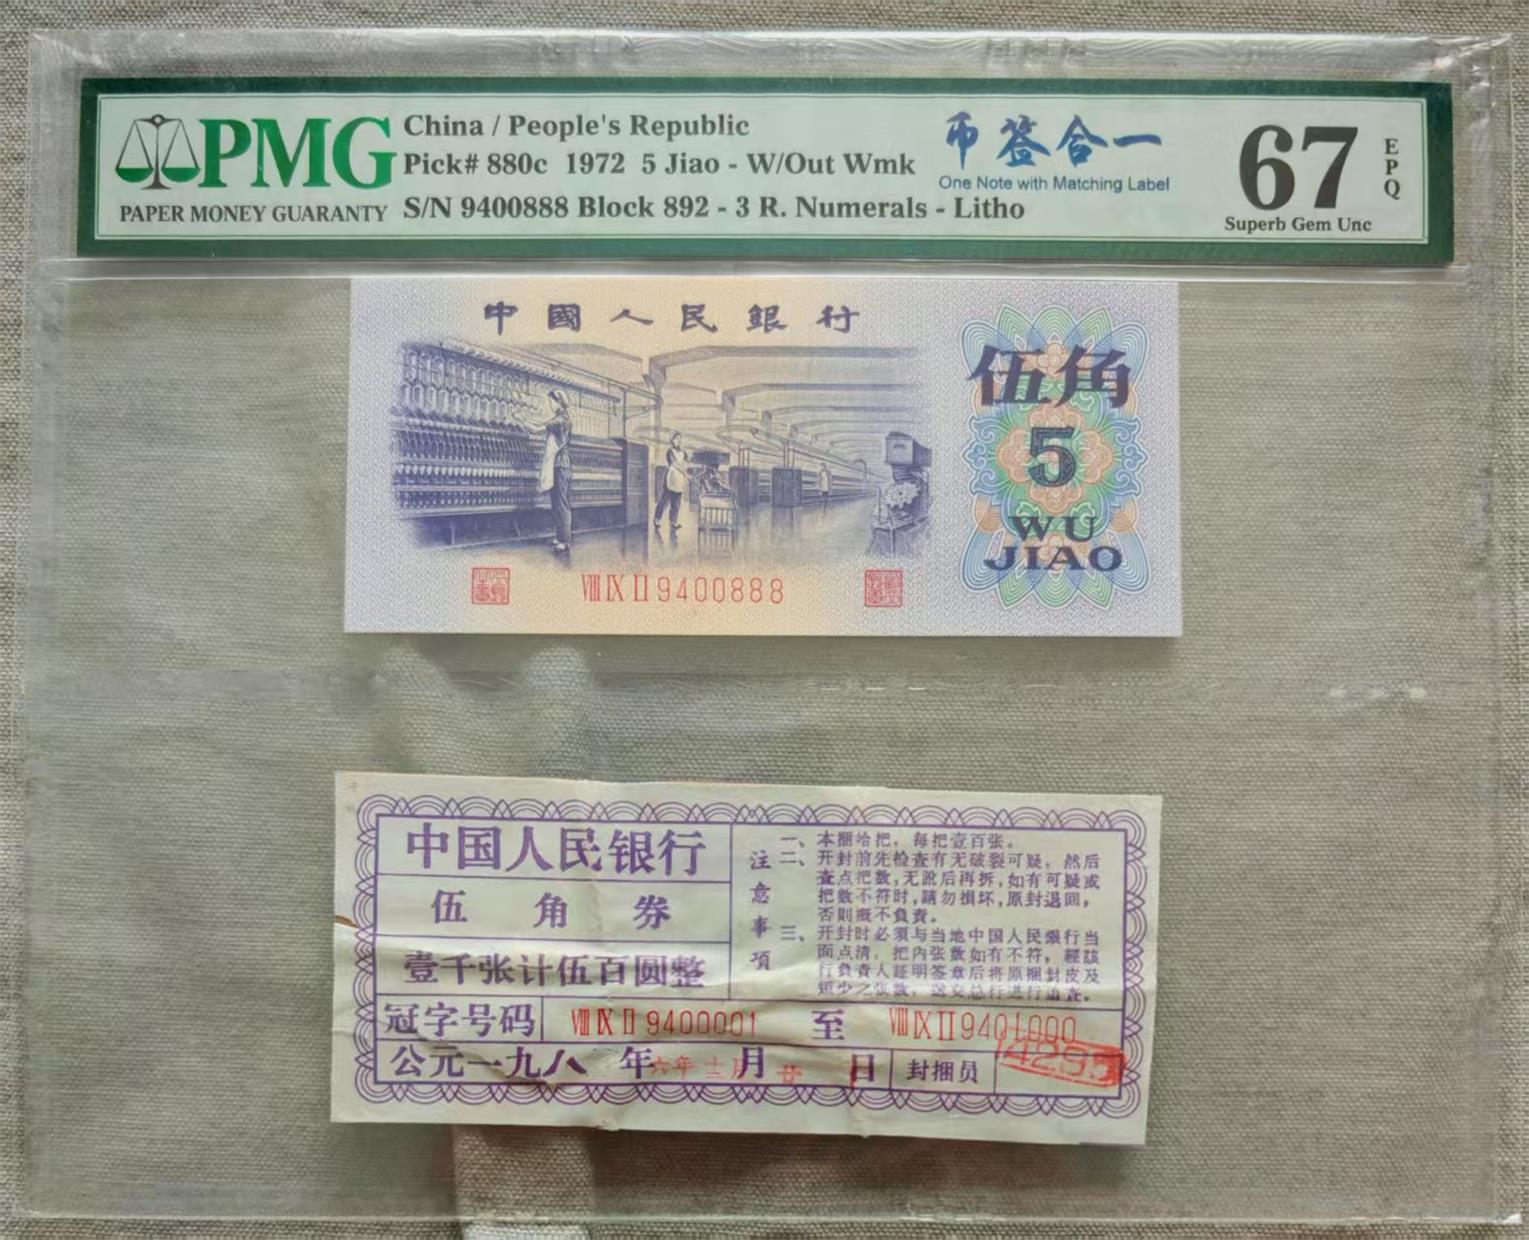 PMG
PAPER MONEY GUARANTY
China / People's Republic
Pick# 880c 1972 5 Jiao - W/Out Wmk
S/N 9400888 Block 892 - 3 R. Numerals - Litho
币签合一
One Note with Matching Label
67
EPQ
Superb Gem Unc
中國人民銀行
伍角
5
WU
JIAO
VIII IX II 9400888
中国人民银行
伍角券
壹千张计伍百圆整
注意事项
一、本捆拾把，每把壹百张。
二、开封前先检查有无破裂可疑，然后
查点把数，无讹后再拆，如有可疑或
把数不符时，请勿损坏，原封退回，
否则概不负责。
三、开封时必须与当地中国人民银行当
面点清，把内张数如有不符，经该
行负责人证明签章后将原捆封皮及
短少之张数，送交总行进行追查。
冠字号码 VIII IX II 9400001 至 VIII IX II 9401000
公元一九八 年 六年 十二月 月 廿 日 封捆员 14295